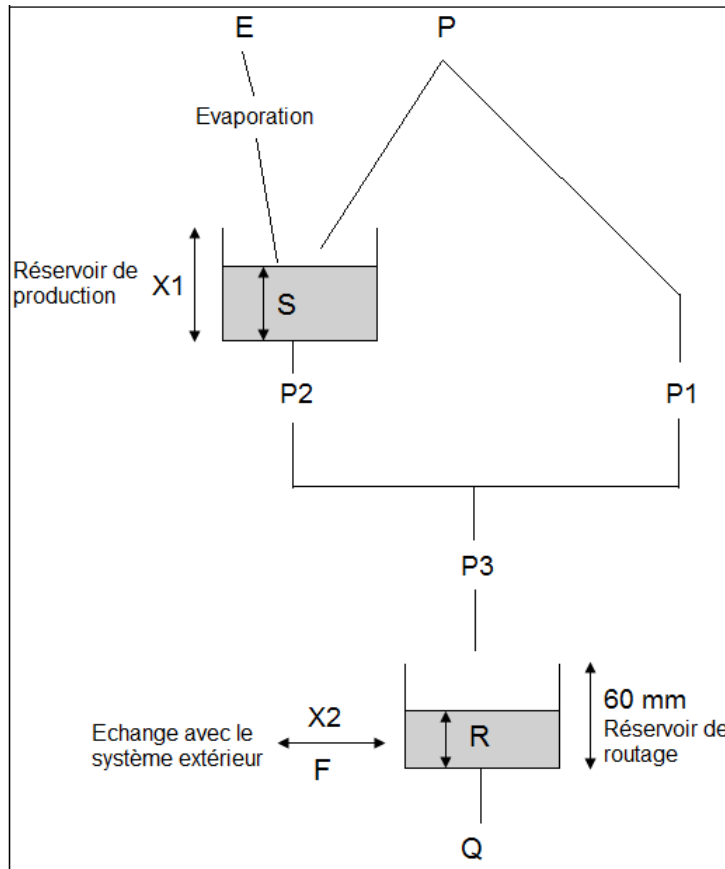 E
P
Evaporation
Réservoir de
production
X1
S
P2
P1
P3
X2
Echange avec le
système extérieur
F
R
60 mm
Réservoir de
routage
Q